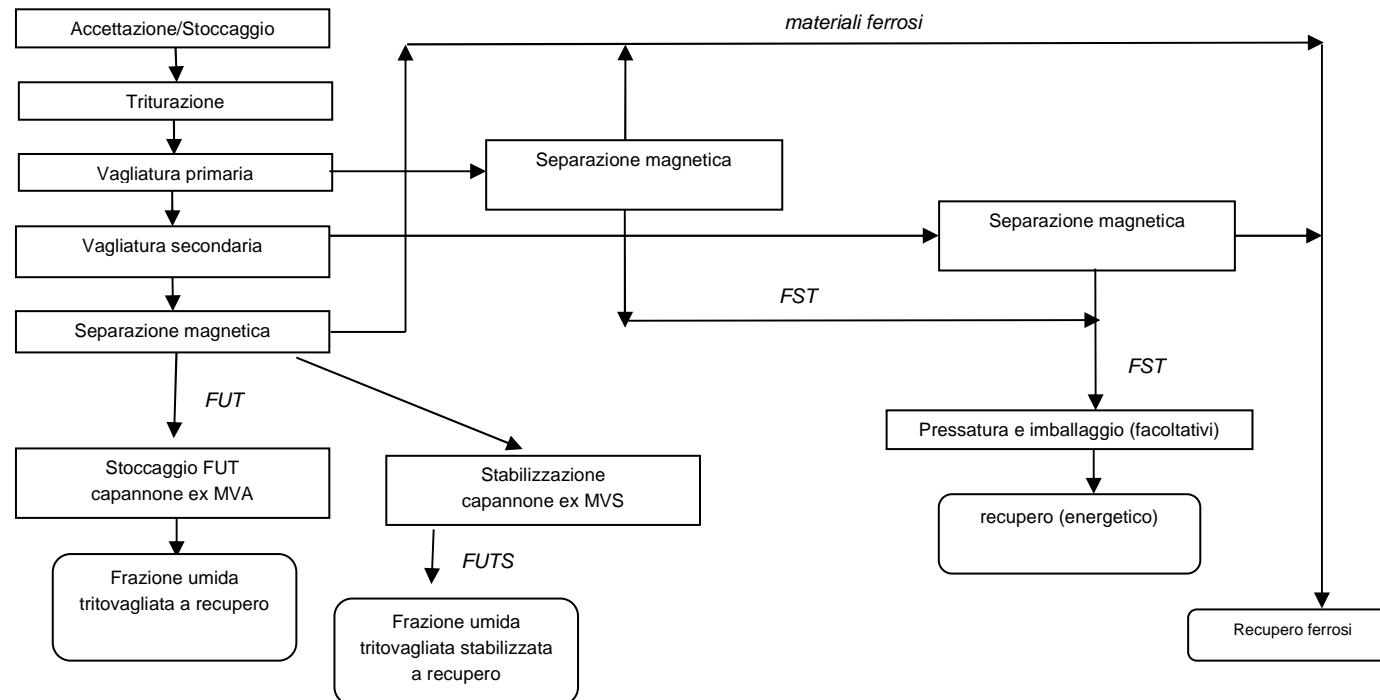 Accettazione/Stoccaggio
materiali ferrosi
Triturazione
Vagliatura primaria
Separazione magnetica
Vagliatura secondaria
Separazione magnetica
Separazione magnetica
FST
FST
FUT
Pressatura e imballaggio (facoltativi)
Stoccaggio FUT
capannone ex MVA
Stabilizzazione
capannone ex MVS
recupero (energetico)
FUTS
Frazione umida
tritovagliata a recupero
Frazione umida
tritovagliata stabilizzata
a recupero
Recupero ferrosi